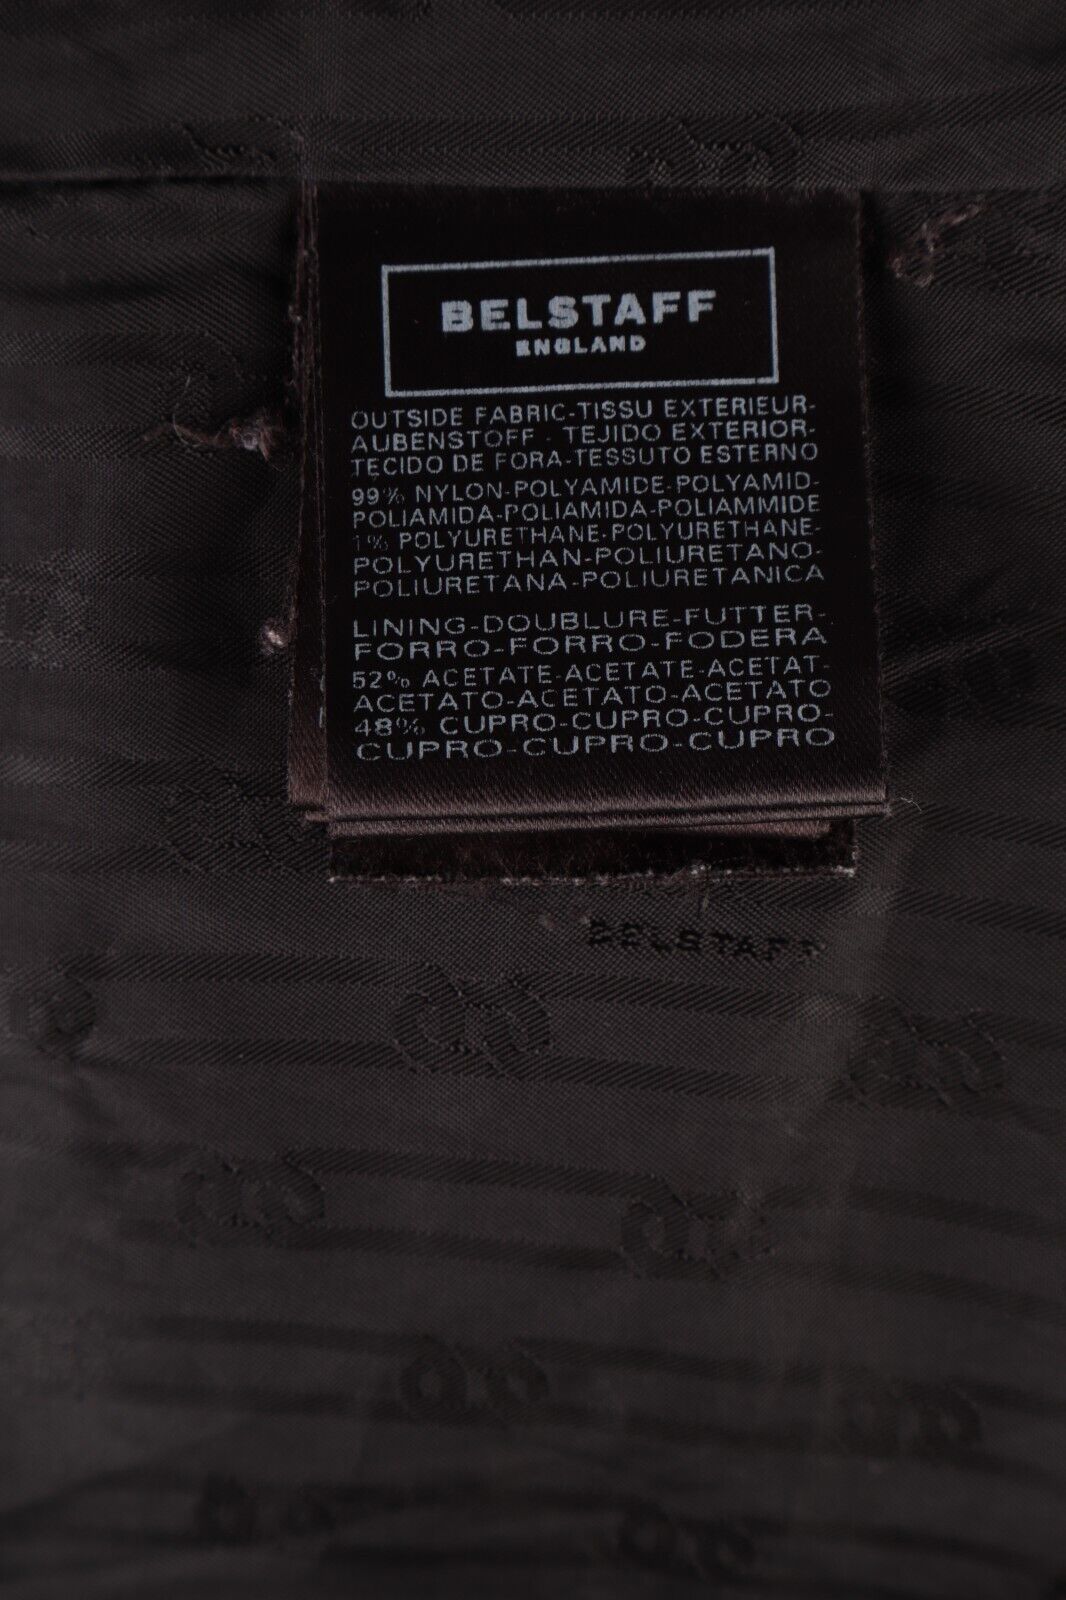 BELSTAFF
ENGLAND
OUTSIDE FABRIC-TISSU EXTERIEUR-
AUBENSTOFF - TEJIDO EXTERIOR-
TECIDO DE FORA-TESSUTO ESTERNO
99% NYLON-POLYAMIDE-POLYAMID-
POLIAMIDA-POLIAMIDA-POLIAMMIDE
1% POLYURETHANE-POLYURETHANE-
POLYURETHAN-POLIURETANO-
POLIURETANA-POLIURETANICA
LINING-DOUBLURE-FUTTER-
FORRO-FORRO-FODERA
52% ACETATE-ACETATE-ACETAT-
ACETATO-ACETATO-ACETATO
48% CUPRO-CUPRO-CUPRO-
CUPRO-CUPRO-CUPRO
BELSTAFF